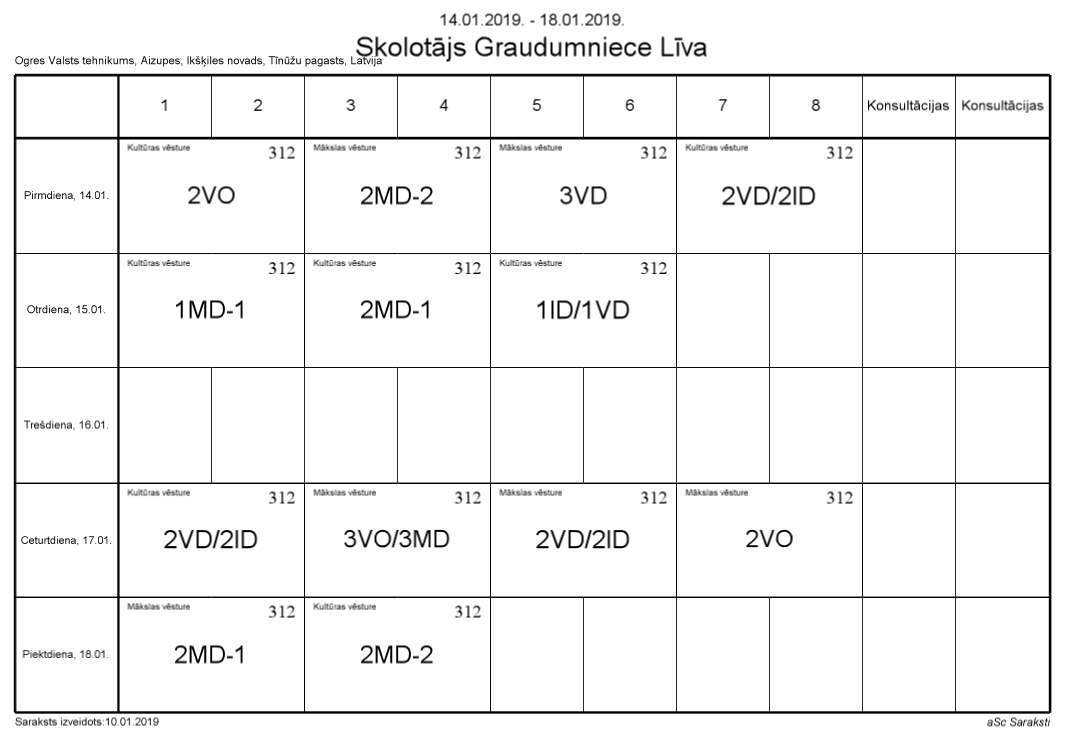 14.01.2019. - 18.01.2019.
Skolotājs Graudumniece Līva
Ogres Valsts tehnikums, Aizupes, Ikšķiles novads, Tīnūžu pagasts, Latvija
1 2 3 4 5 6 7 8 Konsultācijas Konsultācijas
Kultūras vēsture 312 Mākslas vēsture 312 Mākslas vēsture 312 Kultūras vēsture 312
Pirmdiena, 14.01. 2VO 2MD-2 3VD 2VD/2ID
Kultūras vēsture 312 Kultūras vēsture 312 Kultūras vēsture 312
Otrdiena, 15.01. 1MD-1 2MD-1 1ID/1VD
Trešdiena, 16.01.
Kultūras vēsture 312 Mākslas vēsture 312 Mākslas vēsture 312 Mākslas vēsture 312
Ceturtdiena, 17.01. 2VD/2ID 3VO/3MD 2VD/2ID 2VO
Mākslas vēsture 312 Kultūras vēsture 312
Piektdiena, 18.01. 2MD-1 2MD-2
Saraksts izveidots:10.01.2019 aSc Saraksti